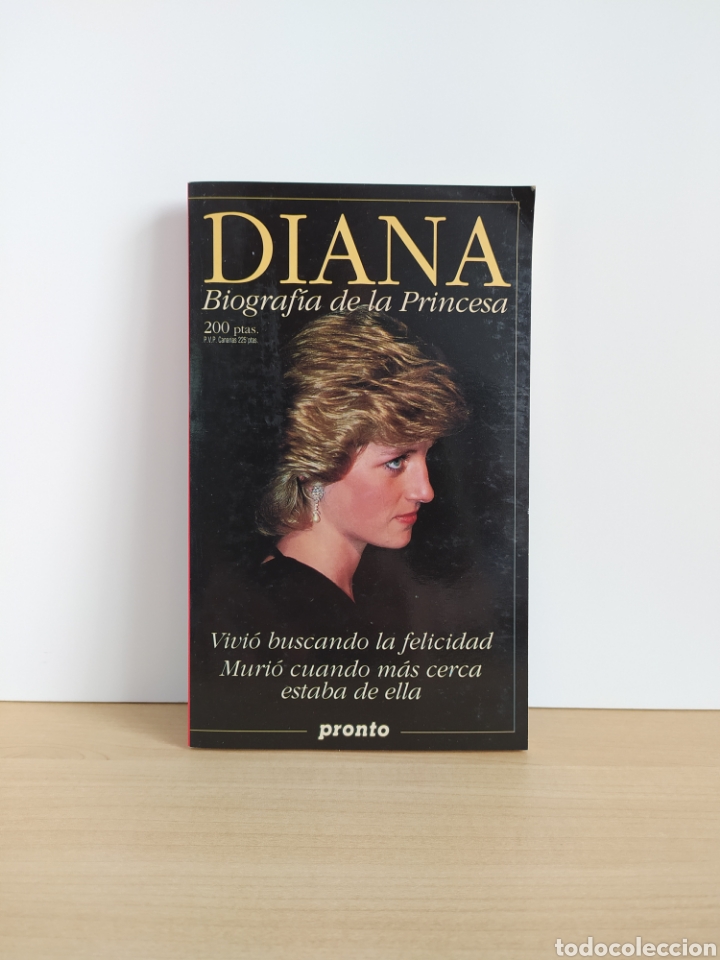 DIANA
Biografía de la Princesa
200 ptas.
P.V.P. Canarias 225 ptas.
Vivió buscando la felicidad
Murió cuando más cerca
estaba de ella
pronto
todocoleccion